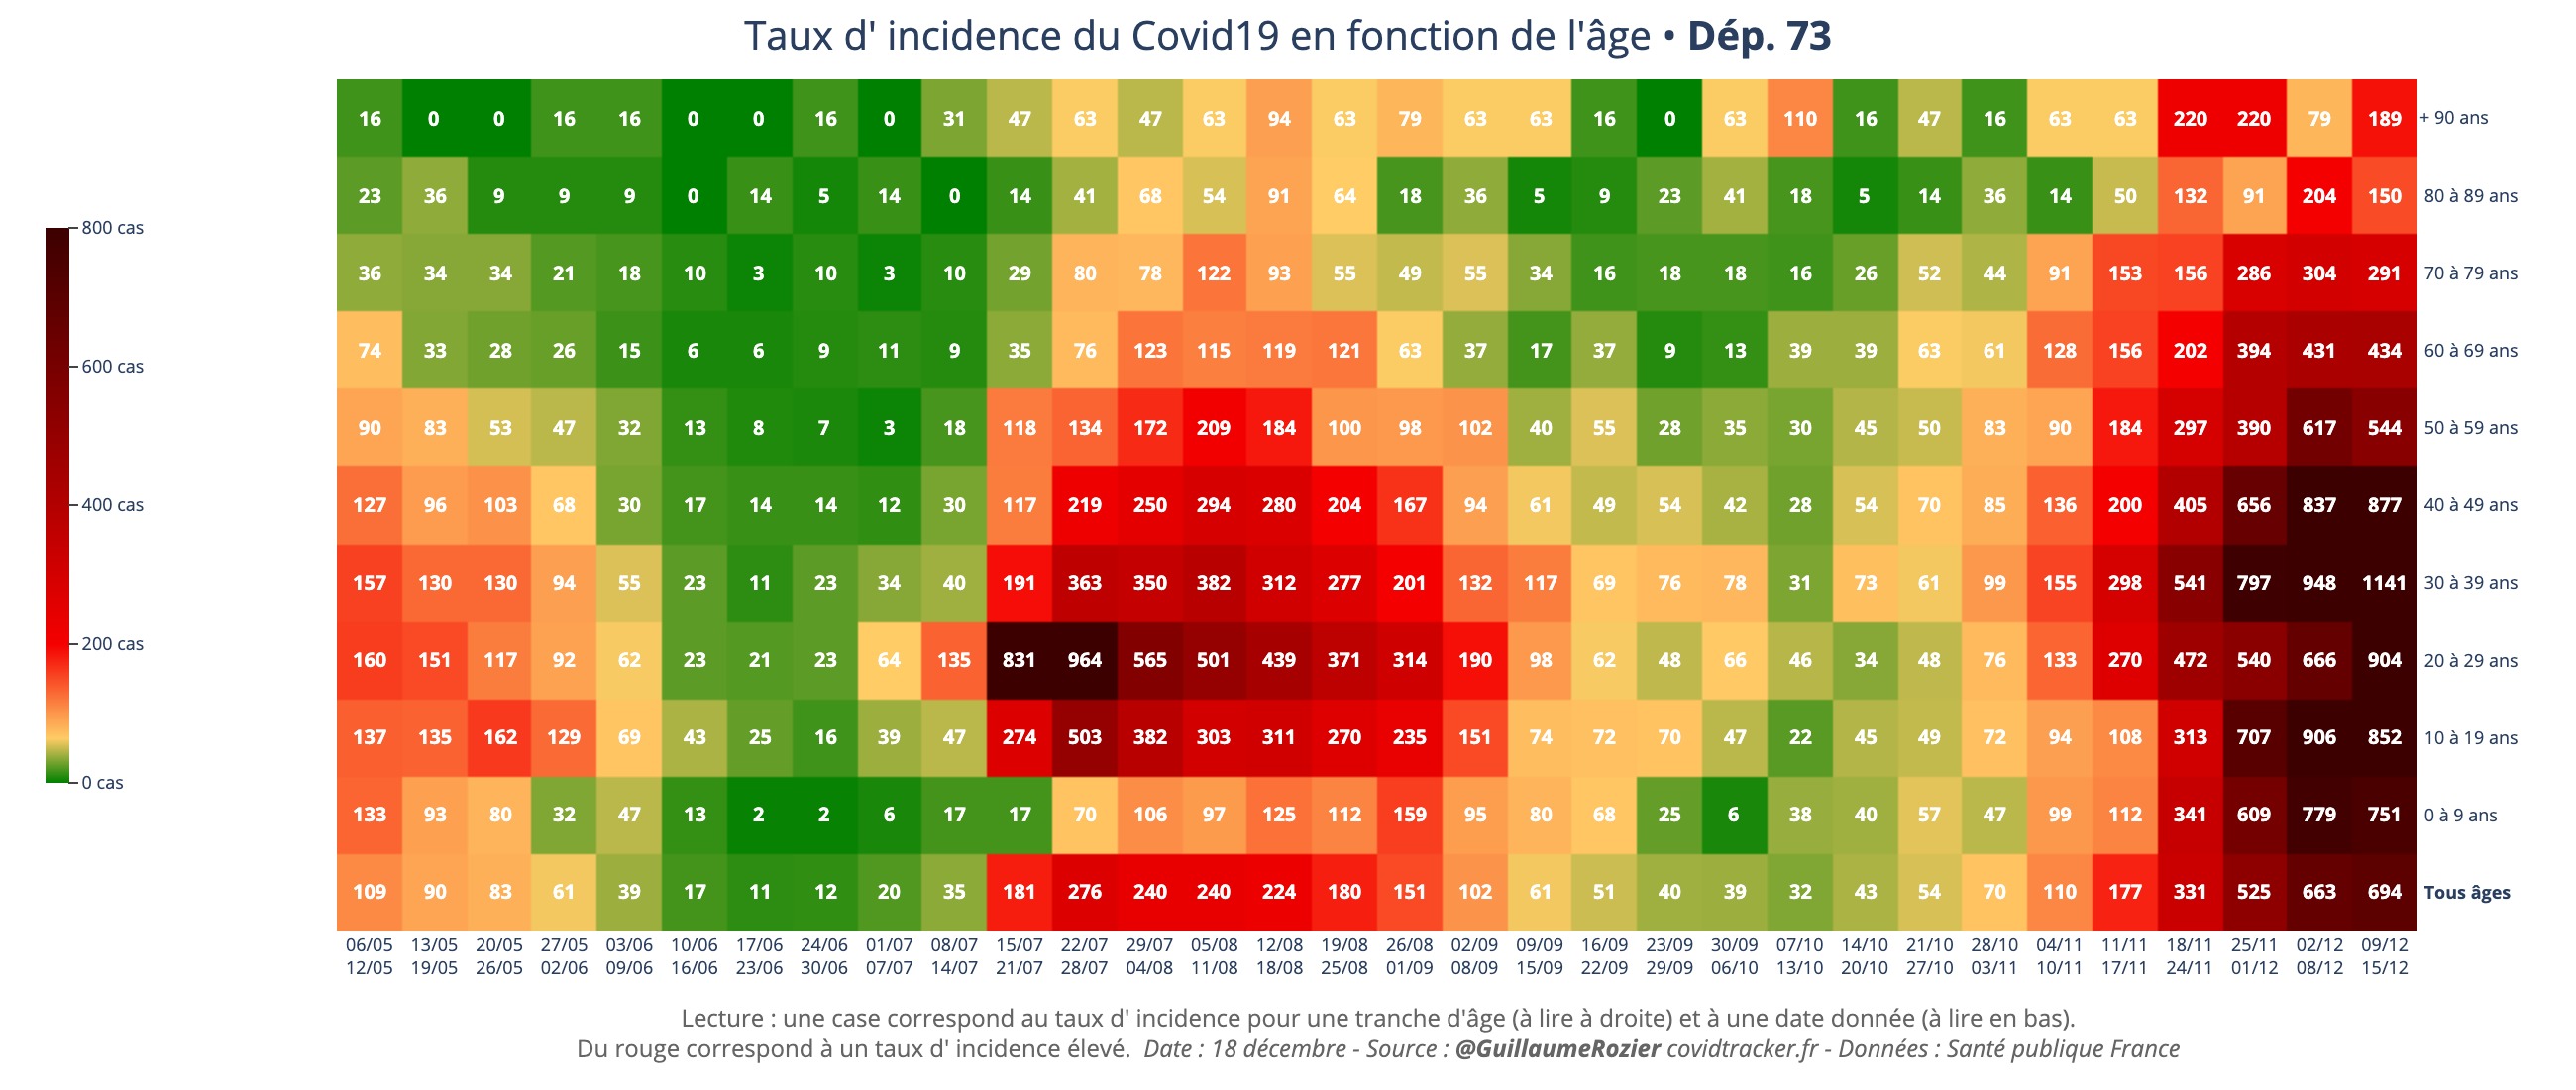 Taux d' incidence du Covid19 en fonction de l'âge • Dép. 73
800 cas
600 cas
400 cas
200 cas
0 cas
16 0 0 16 16 0 0 16 0 31 47 63 47 63 94 63 79 63 63 16 0 63 110 16 47 16 63 63 220 220 79 189 + 90 ans
23 36 9 9 9 0 14 5 14 0 14 41 68 54 91 64 18 36 5 9 23 41 18 5 14 36 14 50 132 91 204 150 80 à 89 ans
36 34 34 21 18 10 3 10 3 10 29 80 78 122 93 55 49 55 34 16 18 18 16 26 52 44 91 153 156 286 304 291 70 à 79 ans
74 33 28 26 15 6 6 9 11 9 35 76 123 115 119 121 63 37 17 37 9 13 39 39 63 61 128 156 202 394 431 434 60 à 69 ans
90 83 53 47 32 13 8 7 3 18 118 134 172 209 184 100 98 102 40 55 28 35 30 45 50 83 90 184 297 390 617 544 50 à 59 ans
127 96 103 68 30 17 14 14 12 30 117 219 250 294 280 204 167 94 61 49 54 42 28 54 70 85 136 200 405 656 837 877 40 à 49 ans
157 130 130 94 55 23 11 23 34 40 191 363 350 382 312 277 201 132 117 69 76 78 31 73 61 99 155 298 541 797 948 1141 30 à 39 ans
160 151 117 92 62 23 21 23 64 135 831 964 565 501 439 371 314 190 98 62 48 66 46 34 48 76 133 270 472 540 666 904 20 à 29 ans
137 135 162 129 69 43 25 16 39 47 274 503 382 303 311 270 235 151 74 72 70 47 22 45 49 72 94 108 313 707 906 852 10 à 19 ans
133 93 80 32 47 13 2 2 6 17 17 70 106 97 125 112 159 95 80 68 25 6 38 40 57 47 99 112 341 609 779 751 0 à 9 ans
109 90 83 61 39 17 11 12 20 35 181 276 240 240 224 180 151 102 61 51 40 39 32 43 54 70 110 177 331 525 663 694 Tous âges
06/05 13/05 20/05 27/05 03/06 10/06 17/06 24/06 01/07 08/07 15/07 22/07 29/07 05/08 12/08 19/08 26/08 02/09 09/09 16/09 23/09 30/09 07/10 14/10 21/10 28/10 04/11 11/11 18/11 25/11 02/12 09/12
12/05 19/05 26/05 02/06 09/06 16/06 23/06 30/06 07/07 14/07 21/07 28/07 04/08 11/08 18/08 25/08 01/09 08/09 15/09 22/09 29/09 06/10 13/10 20/10 27/10 03/11 10/11 17/11 24/11 01/12 08/12 15/12
Lecture : une case correspond au taux d' incidence pour une tranche d'âge (à lire à droite) et à une date donnée (à lire en bas).
Du rouge correspond à un taux d' incidence élevé. Date : 18 décembre - Source : @GuillaumeRozier covidtracker.fr - Données : Santé publique France